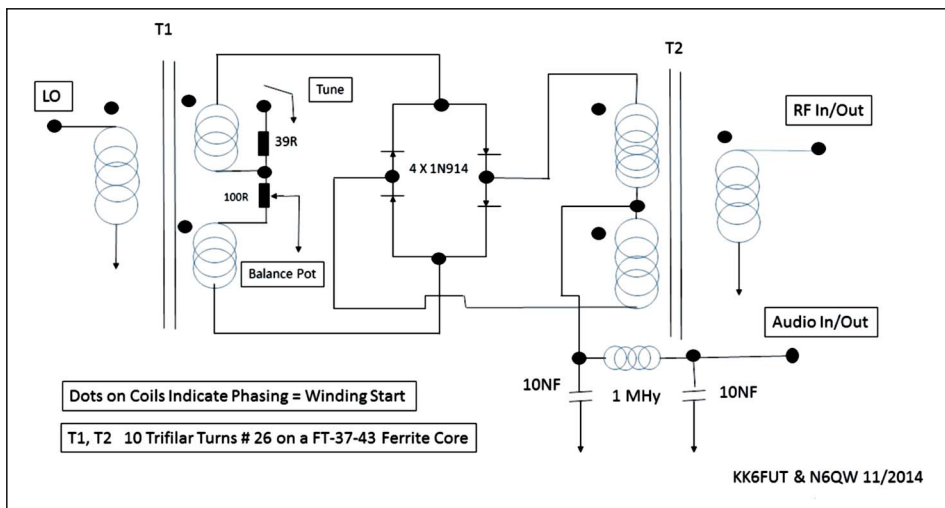 T1
T2
LO
Tune
RF In/Out
39R
4 X 1N914
100R
Balance Pot
Audio In/Out
10NF
1 MHy
10NF
Dots on Coils Indicate Phasing = Winding Start
T1, T2 10 Trifilar Turns # 26 on a FT-37-43 Ferrite Core
KK6FUT & N6QW 11/2014